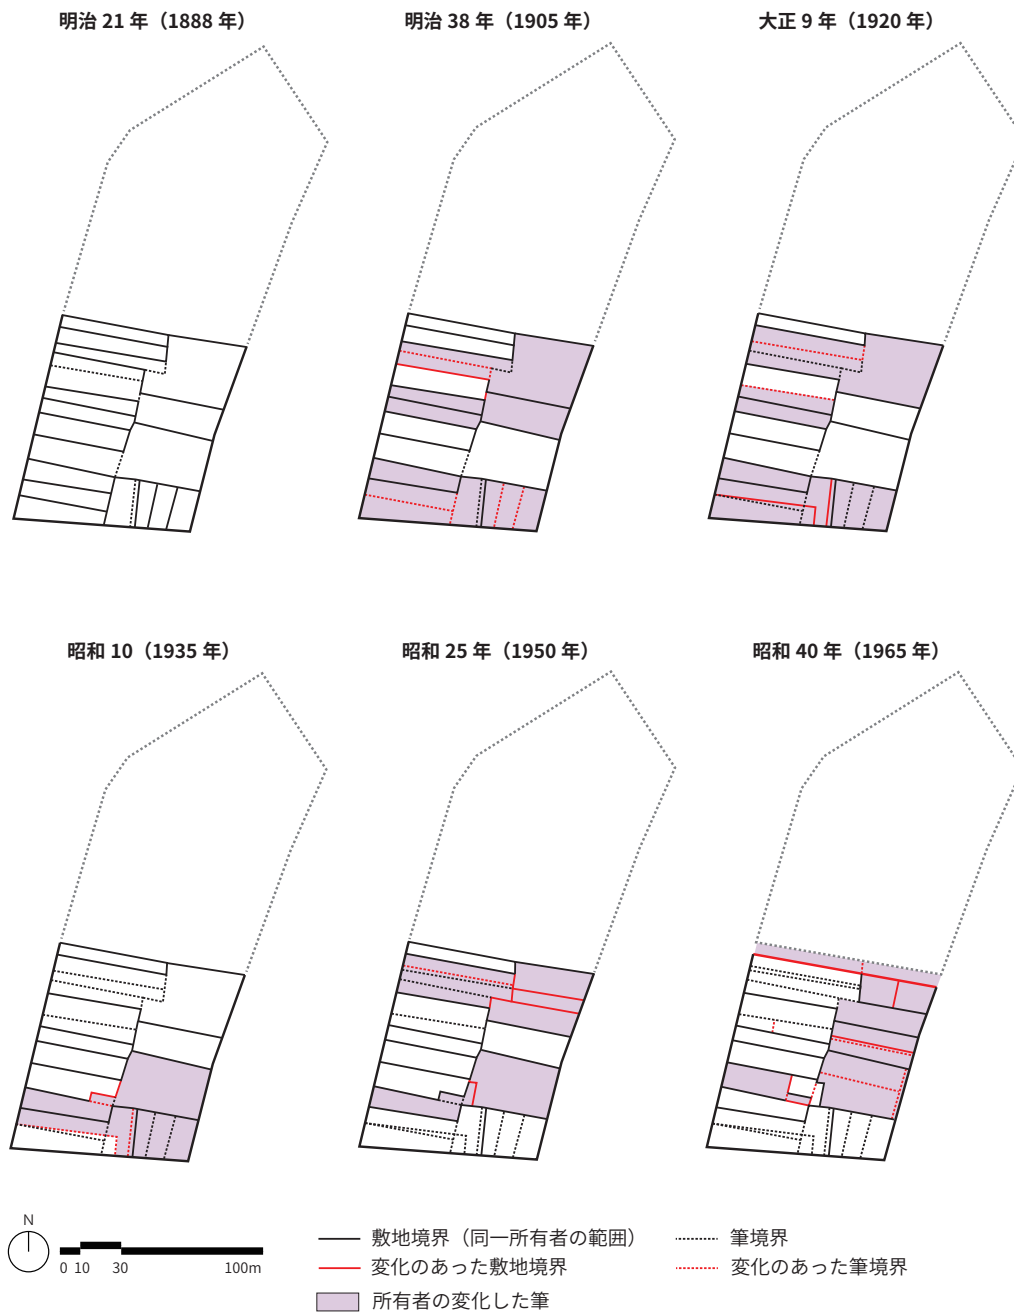 明治 21 年（1888 年）
明治 38 年（1905 年）
大正 9 年（1920 年）
昭和 10（1935 年）
昭和 25 年（1950 年）
昭和 40 年（1965 年）
N
0 10 30 100m
敷地境界（同一所有者の範囲）
筆境界
変化のあった敷地境界
変化のあった筆境界
所有者の変化した筆